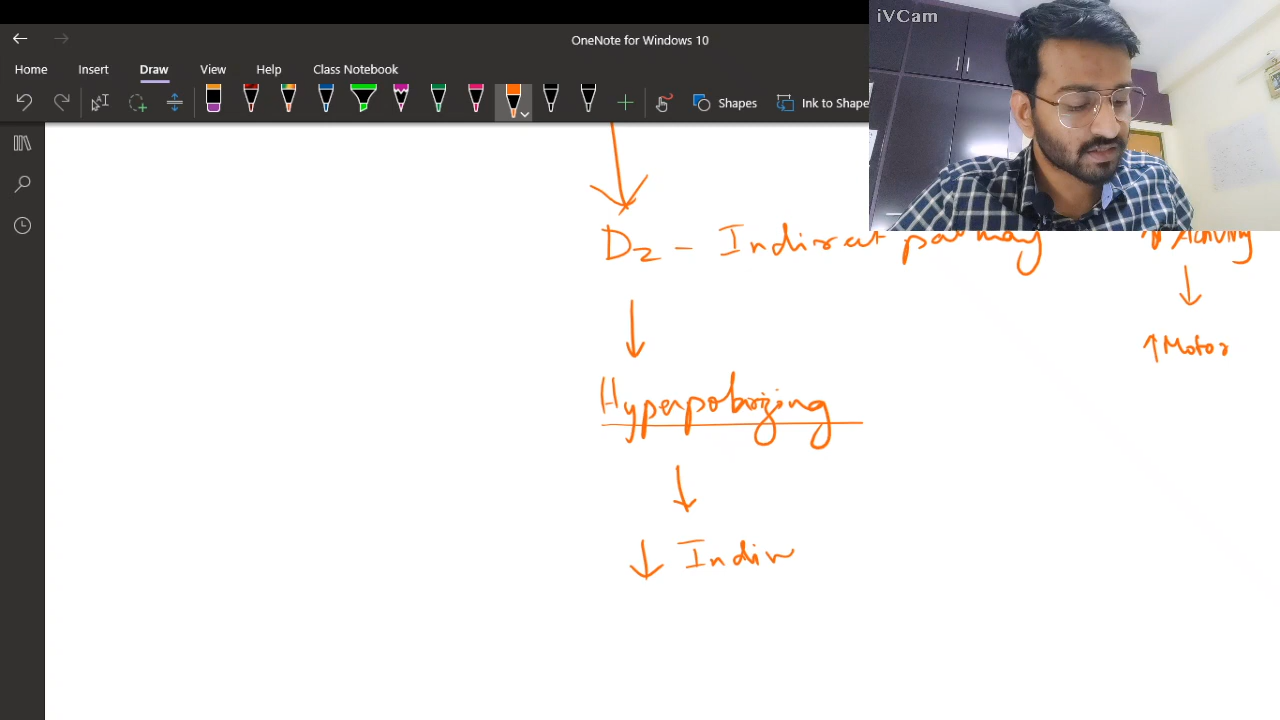 iVCam
OneNote for Windows 10
Home Insert Draw View Help Class Notebook
Shapes Ink to Shape
D2 - Indirect pathway
↑ Activity
↓
↑ Motor
↓
Hyperpolarizing
↓
↓ Indir